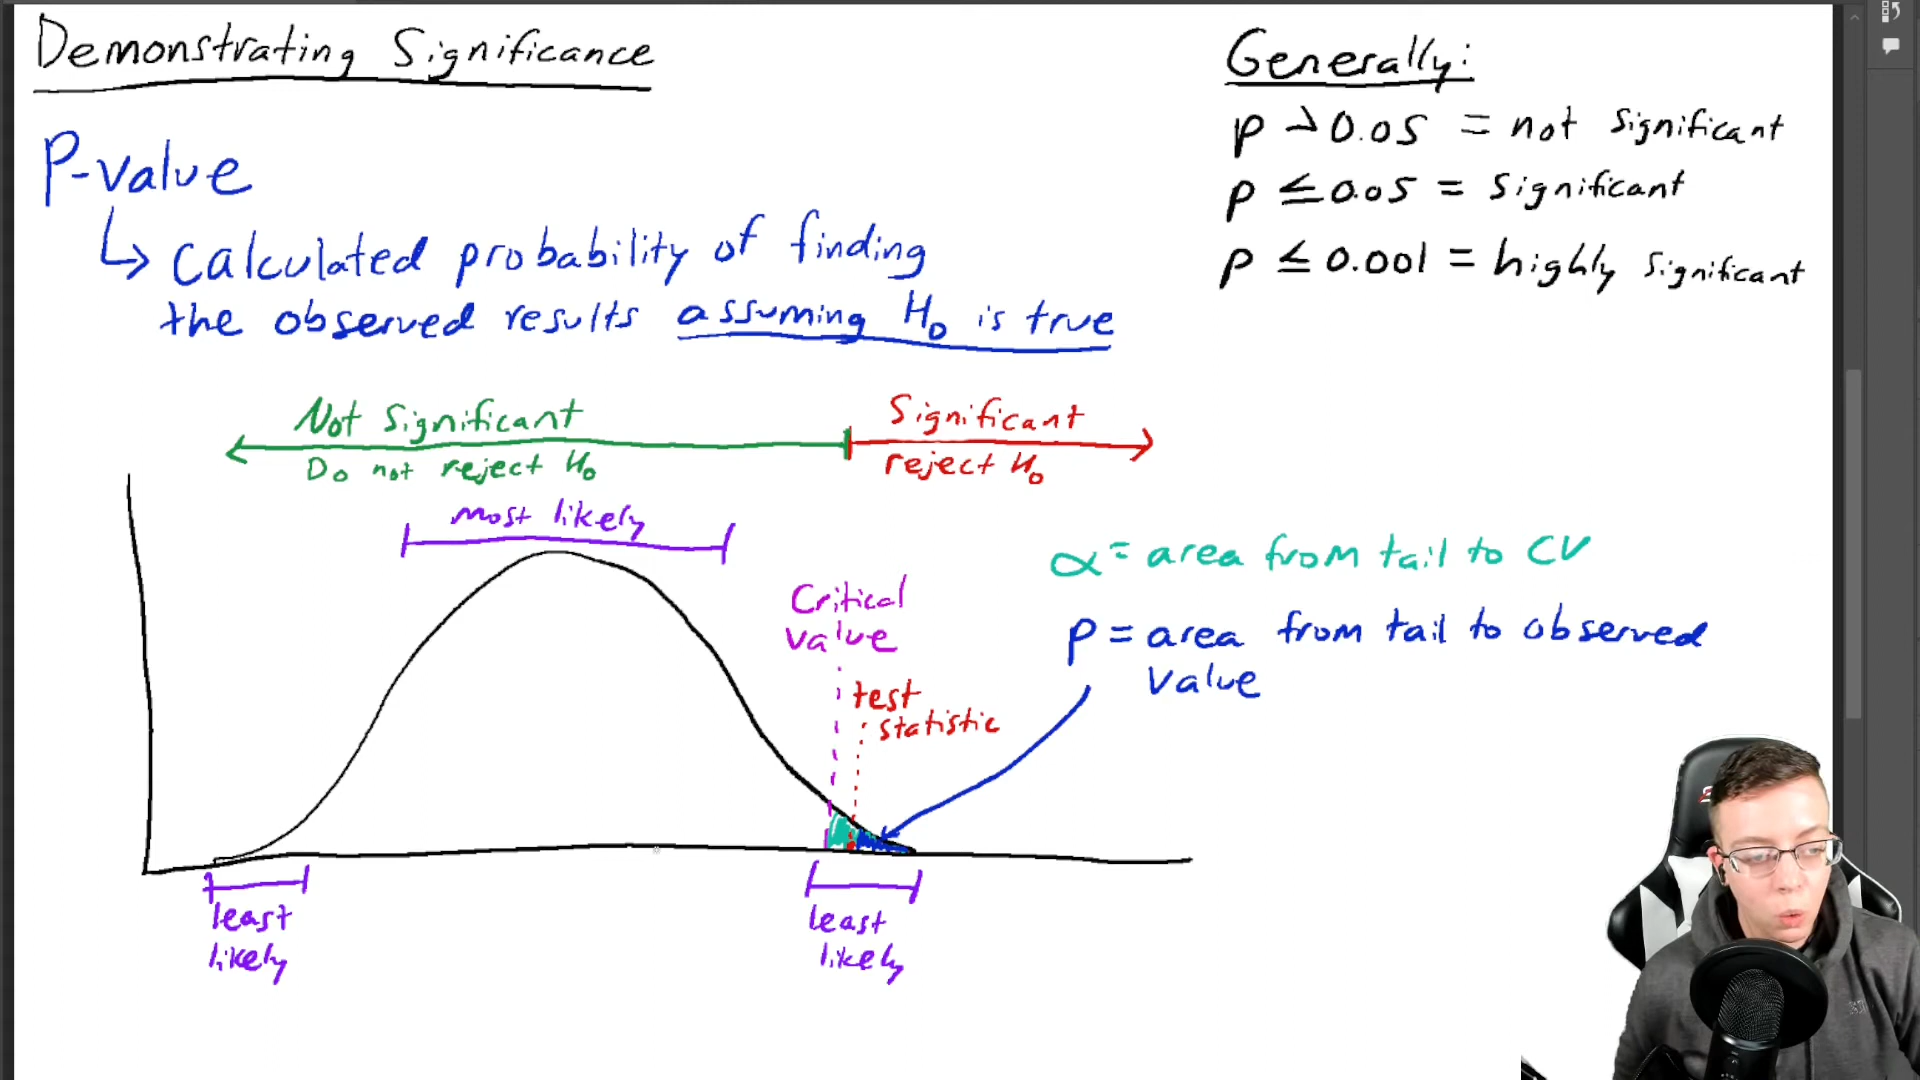 Demonstrating Significance
P-value
↳ Calculated probability of finding
the observed results assuming H₀ is true
Generally:
p > 0.05 = not significant
p ≤ 0.05 = significant
p ≤ 0.001 = highly significant
Not Significant
Do not reject H₀
Significant
reject H₀
most likely
Critical
value
test
statistic
α = area from tail to CV
p = area from tail to observed
value
least
likely
least
likely